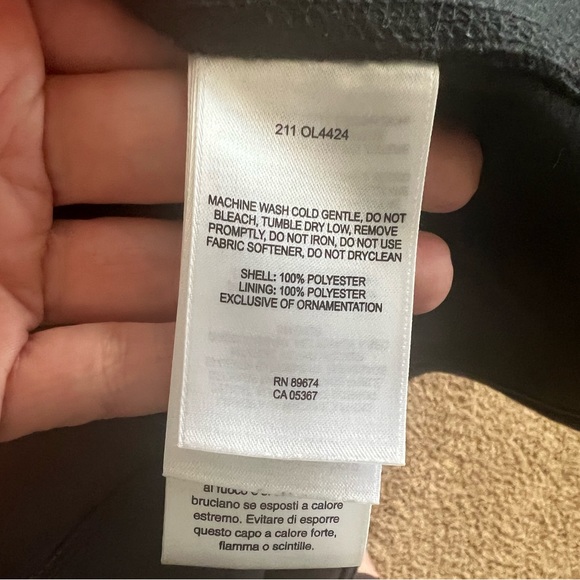 211 OL4424
MACHINE WASH COLD GENTLE, DO NOT
BLEACH, TUMBLE DRY LOW, REMOVE
PROMPTLY, DO NOT IRON, DO NOT USE
FABRIC SOFTENER, DO NOT DRYCLEAN
SHELL: 100% POLYESTER
LINING: 100% POLYESTER
EXCLUSIVE OF ORNAMENTATION
RN 89674
CA 05367
al fuoco
bruciano se esposti a calore
estremo. Evitare di esporre
questo capo a calore forte,
fiamma o scintille.